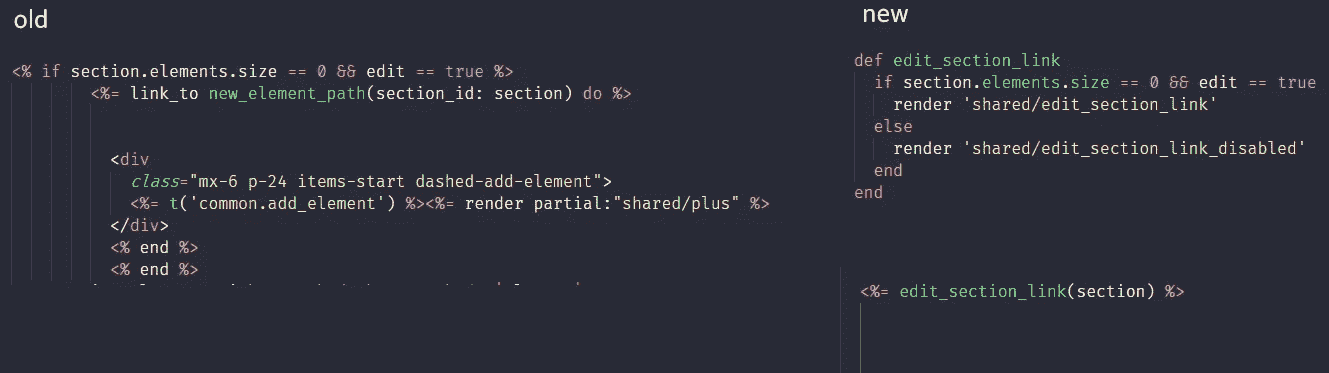 old
<% if section.elements.size == 0 && edit == true %>
<%= link_to new_element_path(section_id: section) do %>
<div
class="mx-6 p-24 items-start dashed-add-element">
<%= t('common.add_element') %><%= render partial:"shared/plus" %>
</div>
<% end %>
<% end %>
new
def edit_section_link
if section.elements.size == 0 && edit == true
render 'shared/edit_section_link'
else
render 'shared/edit_section_link_disabled'
end
end
<%= edit_section_link(section) %>